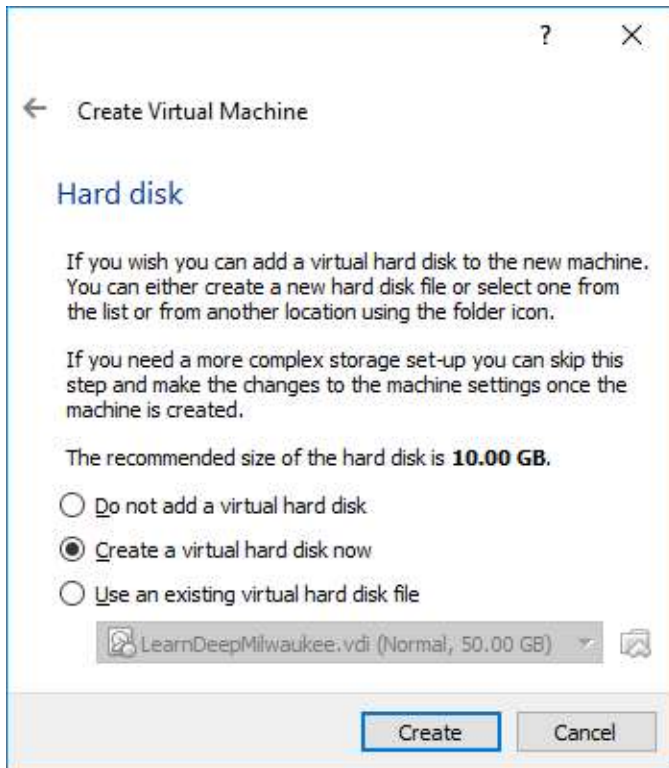 ?
Create Virtual Machine
Hard disk
If you wish you can add a virtual hard disk to the new machine.
You can either create a new hard disk file or select one from
the list or from another location using the folder icon.
If you need a more complex storage set-up you can skip this
step and make the changes to the machine settings once the
machine is created.
The recommended size of the hard disk is 10.00 GB.
Do not add a virtual hard disk
Create a virtual hard disk now
Use an existing virtual hard disk file
LearnDeepMilwaukee.vdi (Normal, 50.00 GB)
Create Cancel